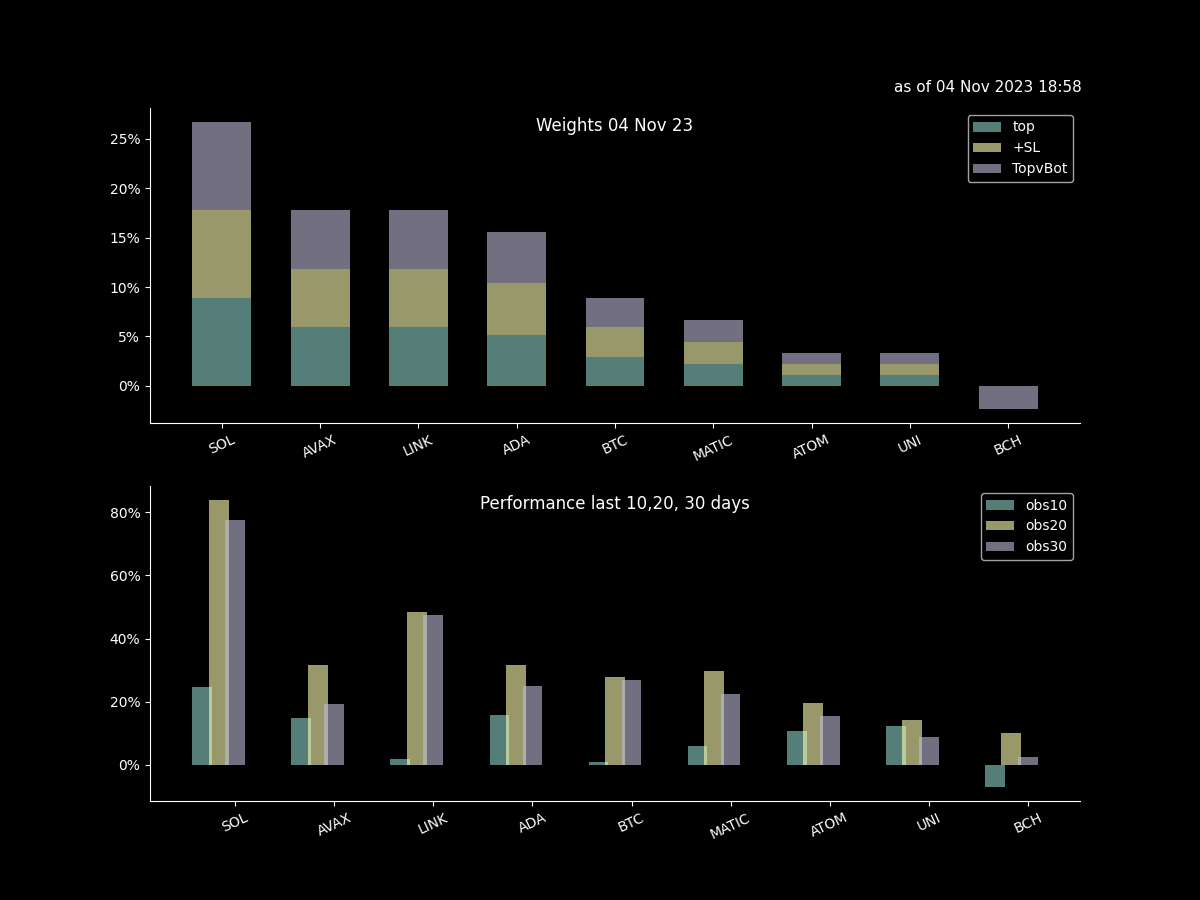 as of 04 Nov 2023 18:58
Weights 04 Nov 23
top
+SL
TopvBot
25%
20%
15%
10%
5%
0%
SOL AVAX LINK ADA BTC MATIC ATOM UNI BCH
Performance last 10,20, 30 days
obs10
obs20
obs30
80%
60%
40%
20%
0%
SOL AVAX LINK ADA BTC MATIC ATOM UNI BCH